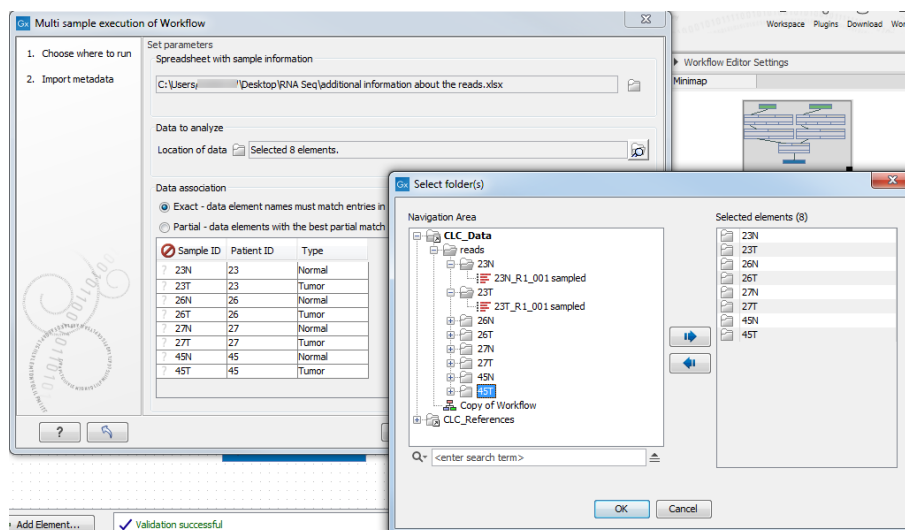 Gx Multi sample execution of Workflow
1. Choose where to run
2. Import metadata
Set parameters
Spreadsheet with sample information
C:\Users, '\Desktop\RNA Seq\additional information about the reads.xlsx
Data to analyze
Location of data Selected 8 elements.
Data association
Exact - data element names must match entries in
Partial - data elements with the best partial match
Sample ID Patient ID Type
? 23N 23 Normal
? 23T 23 Tumor
? 26N 26 Normal
? 26T 26 Tumor
? 27N 27 Normal
? 27T 27 Tumor
? 45N 45 Normal
? 45T 45 Tumor
?
Workspace Plugins Download Wor
Workflow Editor Settings
Minimap
Gx Select folder(s)
Navigation Area
CLC_Data
reads
23N
23N_R1_001 sampled
23T
23T_R1_001 sampled
26N
26T
27N
27T
45N
45T
Copy of Workflow
CLC_References
<enter search term>
Selected elements (8)
23N
23T
26N
26T
27N
27T
45N
45T
OK Cancel
Add Element...
Validation successful